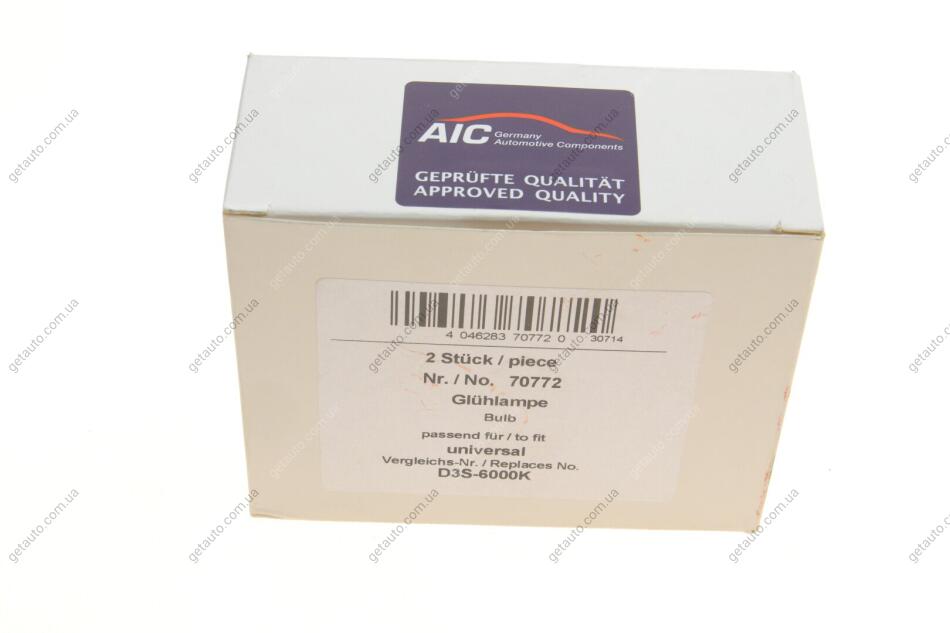 AIC Germany
Automotive Components
GEPRÜFTE QUALITÄT
APPROVED QUALITY
4 046283 70772 0 30714
2 Stück / piece
Nr. / No. 70772
Glühlampe
Bulb
passend für / to fit
universal
Vergleichs-Nr. / Replaces No.
D3S-6000K
getauto.com.ua